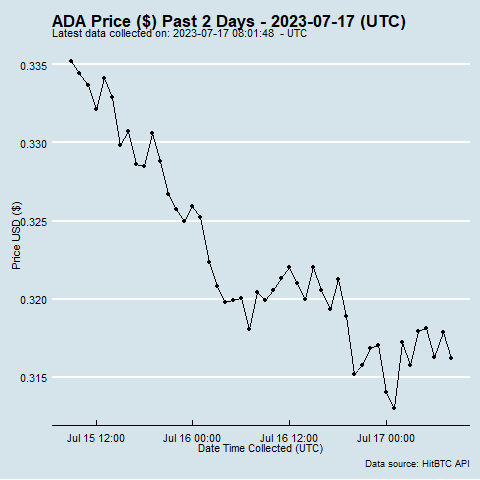 ADA Price ($) Past 2 Days - 2023-07-17 (UTC)
Latest data collected on: 2023-07-17 08:01:48 - UTC
0.335
0.330
0.325
0.320
0.315
Price USD ($)
Jul 15 12:00 Jul 16 00:00 Jul 16 12:00 Jul 17 00:00
Date Time Collected (UTC)
Data source: HitBTC API